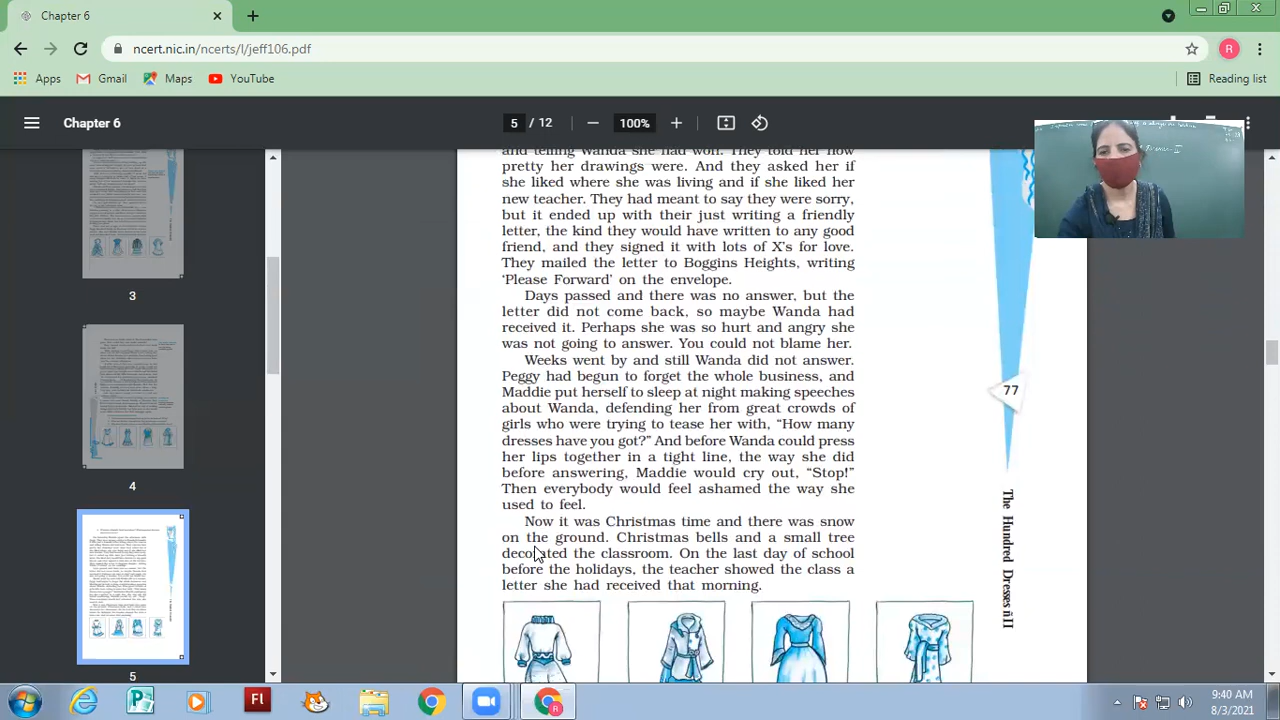 Chapter 6
ncert.nic.in/ncerts/l/jeff106.pdf
R
Apps
Gmail
Maps
YouTube
Reading list
Chapter 6
5 / 12
100%
3
4
5
pretty her drawings were. And they asked her if
she liked where she was living and if she liked her
new teacher. They had meant to say they were sorry,
but it ended up with their just writing a friendly
letter, the kind they would have written to any good
friend, and they signed it with lots of X's for love.
They mailed the letter to Boggins Heights, writing
‘Please Forward’ on the envelope.
Days passed and there was no answer, but the
letter did not come back, so maybe Wanda had
received it. Perhaps she was so hurt and angry she
was not going to answer. You could not blame her.
Weeks went by and still Wanda did not answer.
Peggy had begun to forget the whole business, and
Maddie put herself to sleep at night making speeches
about Wanda, defending her from great crowds of
girls who were trying to tease her with, “How many
dresses have you got?” And before Wanda could press
her lips together in a tight line, the way she did
before answering, Maddie would cry out, “Stop!”
Then everybody would feel ashamed the way she
used to feel.
Now it was Christmas time and there was snow
on the ground. Christmas bells and a small tree
decorated the classroom. On the last day of school
before the holidays, the teacher showed the class a
letter she had received that morning.
77
The Hundred Dresses ñ II
Fl
R
9:40 AM
8/3/2021